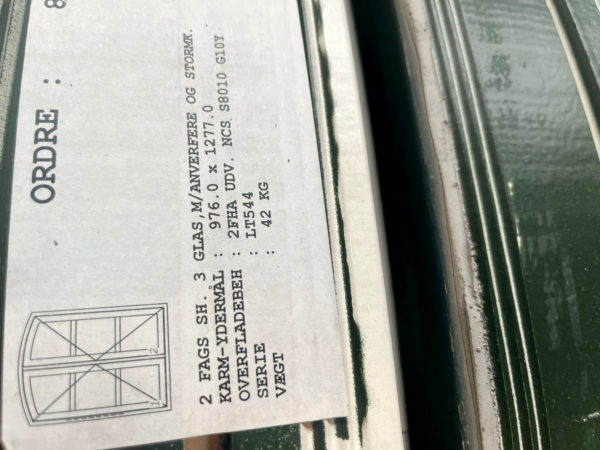 ORDRE :
2 FAGS SH. 3 GLAS,M/ANVERFERE OG STORMK.
KARM-YDERMÅL : 976.0 x 1277.0
OVERFLADEBEH : 2FHA UDV. NCS S8010 G10Y
SERIE : LT544
VÆGT : 42 KG